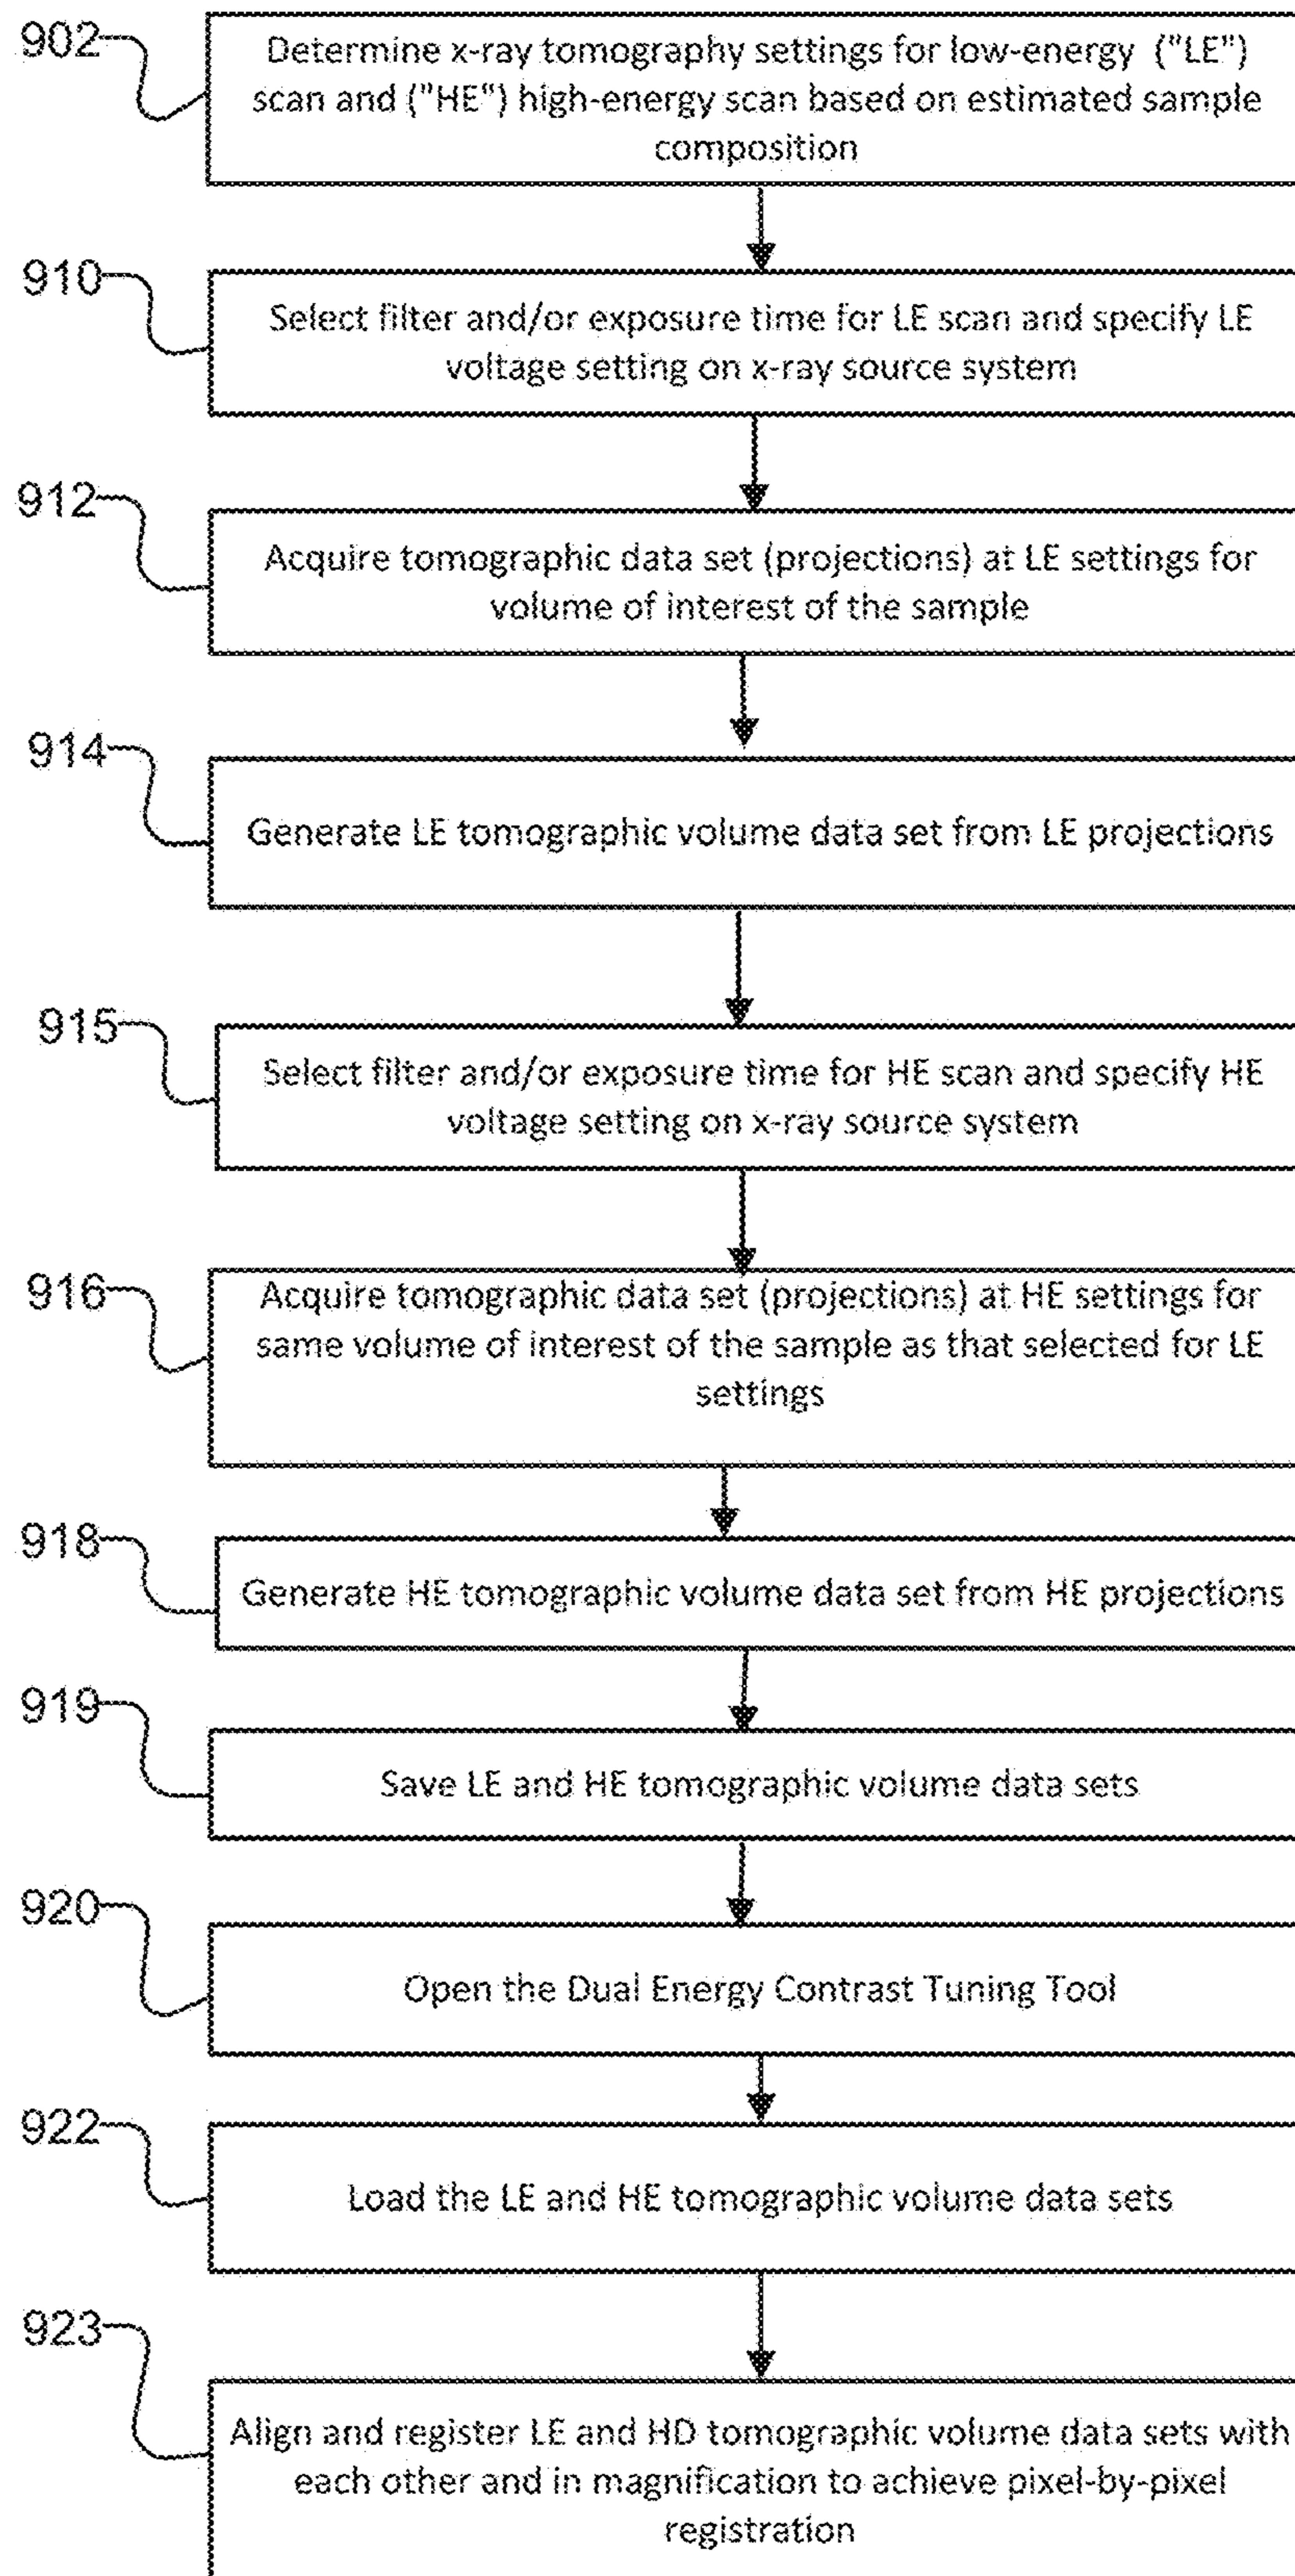 902
Determine x-ray tomography settings for low-energy ("LE")
scan and ("HE") high-energy scan based on estimated sample
composition
910
Select filter and/or exposure time for LE scan and specify LE
voltage setting on x-ray source system
912
Acquire tomographic data set (projections) at LE settings for
volume of interest of the sample
914
Generate LE tomographic volume data set from LE projections
915
Select filter and/or exposure time for HE scan and specify HE
voltage setting on x-ray source system
916
Acquire tomographic data set (projections) at HE settings for
same volume of interest of the sample as that selected for LE
settings
918
Generate HE tomographic volume data set from HE projections
919
Save LE and HE tomographic volume data sets
920
Open the Dual Energy Contrast Tuning Tool
922
Load the LE and HE tomographic volume data sets
923
Align and register LE and HD tomographic volume data sets with
each other and in magnification to achieve pixel-by-pixel
registration